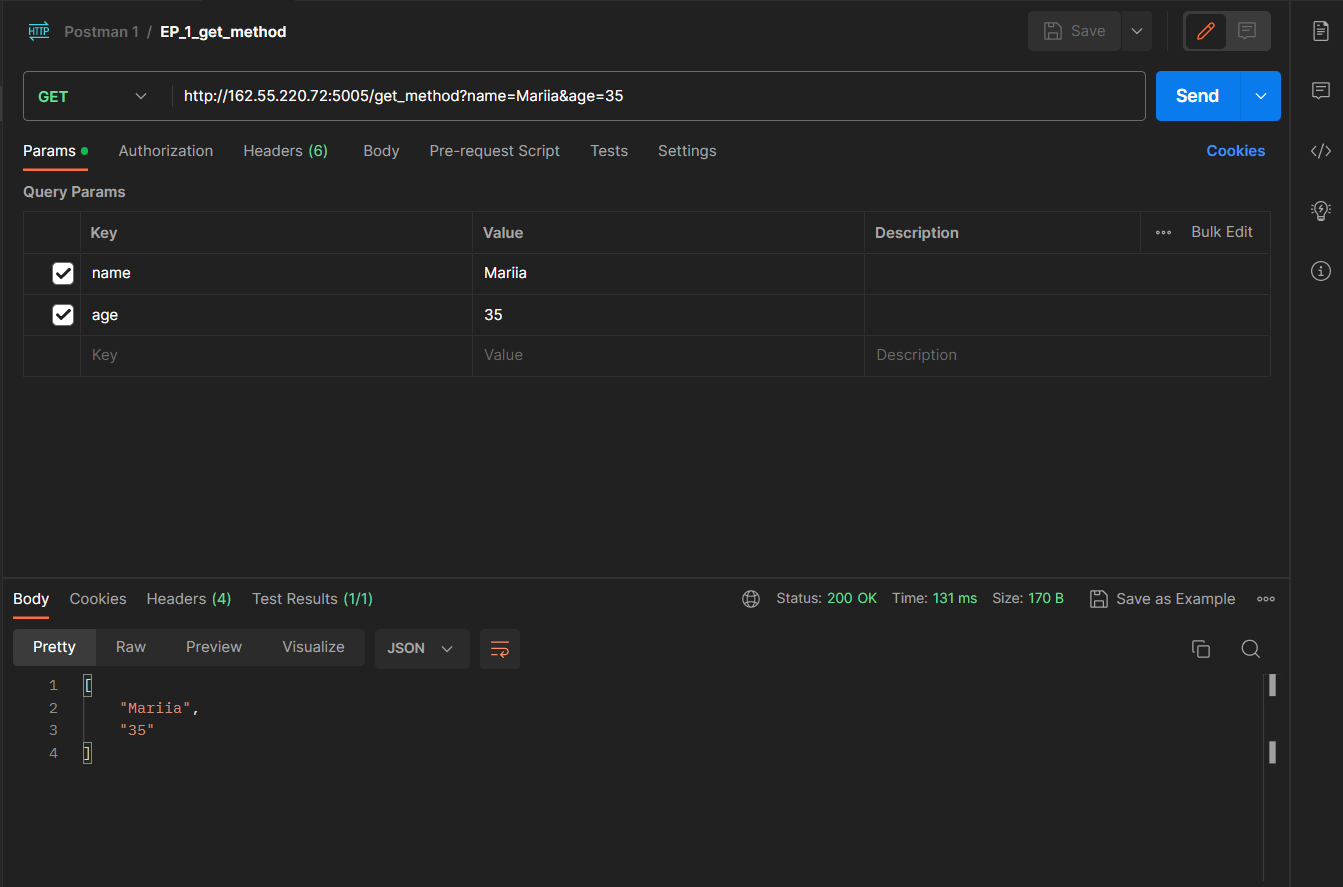 HTTP Postman 1 / EP_1_get_method Save
GET http://162.55.220.72:5005/get_method?name=Mariia&age=35 Send
Params Authorization Headers (6) Body Pre-request Script Tests Settings Cookies
Query Params
Key Value Description Bulk Edit
name Mariia
age 35
Key Value Description
Body Cookies Headers (4) Test Results (1/1) Status: 200 OK Time: 131 ms Size: 170 B Save as Example
Pretty Raw Preview Visualize JSON
1 [
2 "Mariia",
3 "35"
4 ]